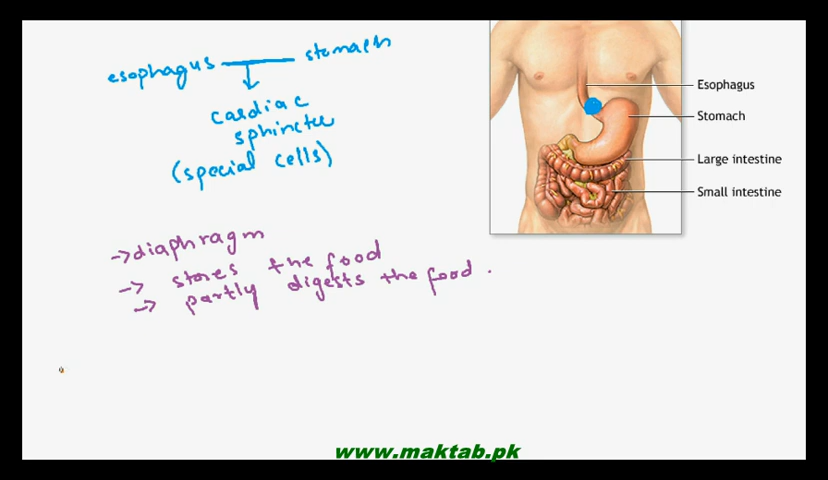 esophagus — stomach
cardiac
sphincter
(special cells)
→ diaphragm
→ stores the food
→ partly digests the food.
Esophagus
Stomach
Large intestine
Small intestine
www.maktab.pk